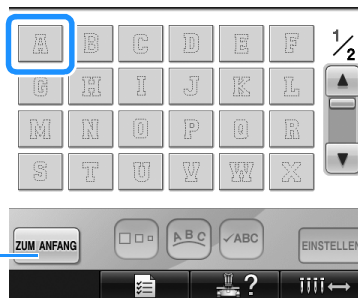 A B C D E F 1/2
G H I J K L
M N O P Q R
S T U V W X
ZUM ANFANG ABC ✓ABC EINSTELLEN
?